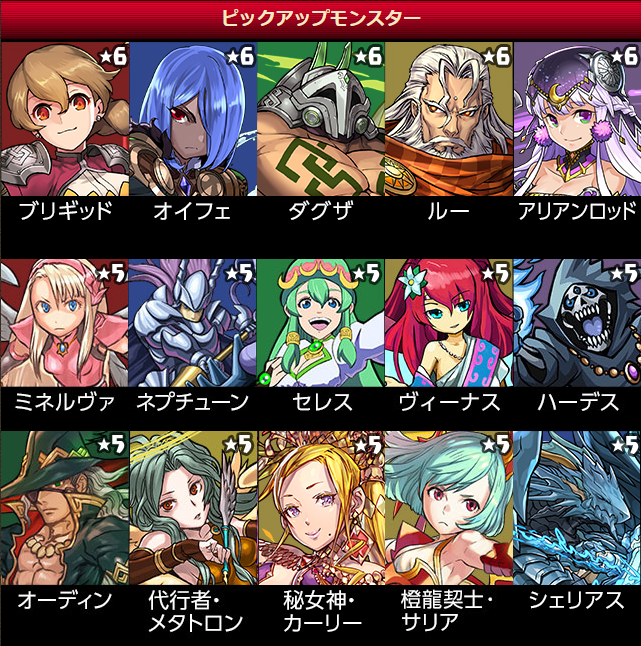 ピックアップモンスター
★6 ★6 ★6 ★6 ★6
ブリギッド オイフェ ダグザ ルー アリアンロッド
★5 ★5 ★5 ★5 ★5
ミネルヴァ ネプチューン セレス ヴィーナス ハーデス
★5 ★5 ★5 ★5 ★5
オーディン 代行者・メタトロン 秘女神・カーリー 橙龍契士・サリア シェリアス